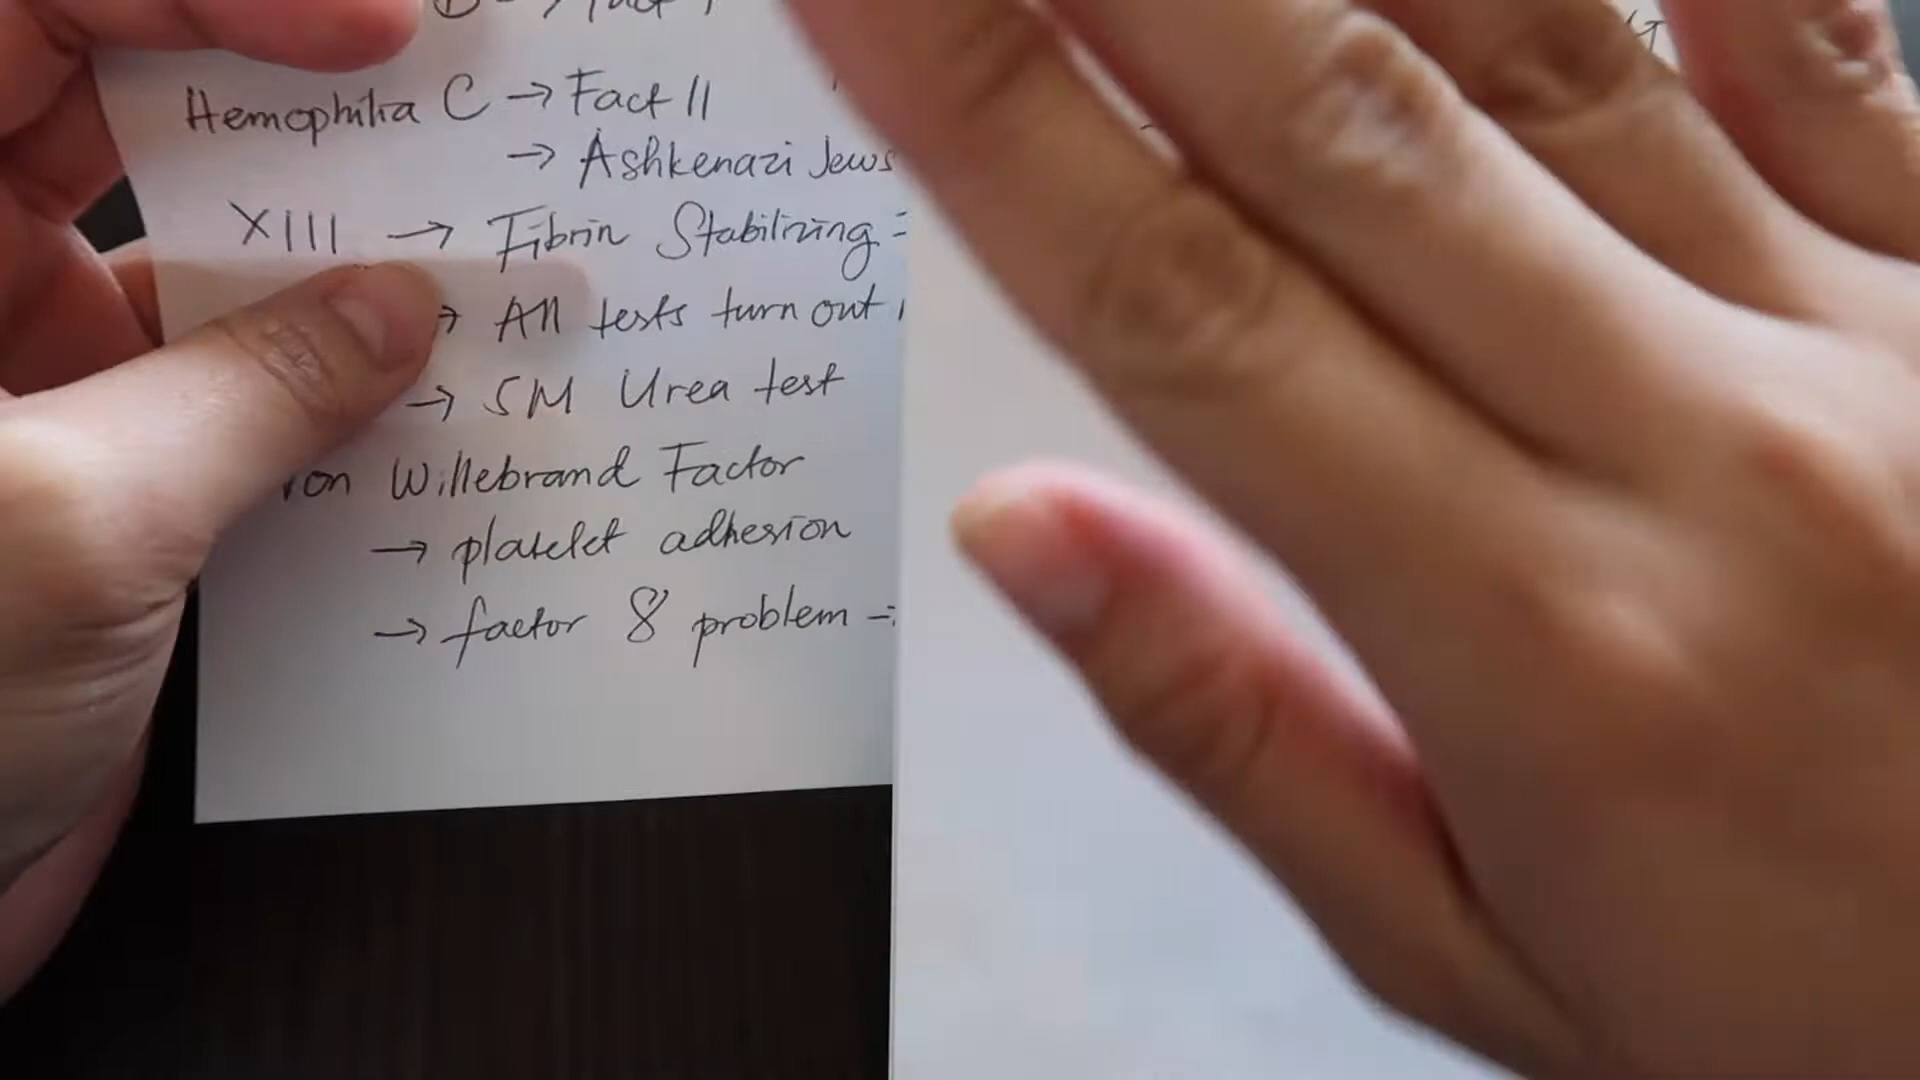 Hemophilia C → Fact 11
→ Ashkenazi Jews
XIII → Fibrin Stabilizing
→ All tests turn out
→ 5M Urea test
von Willebrand Factor
→ platelet adhesion
→ factor 8 problem →